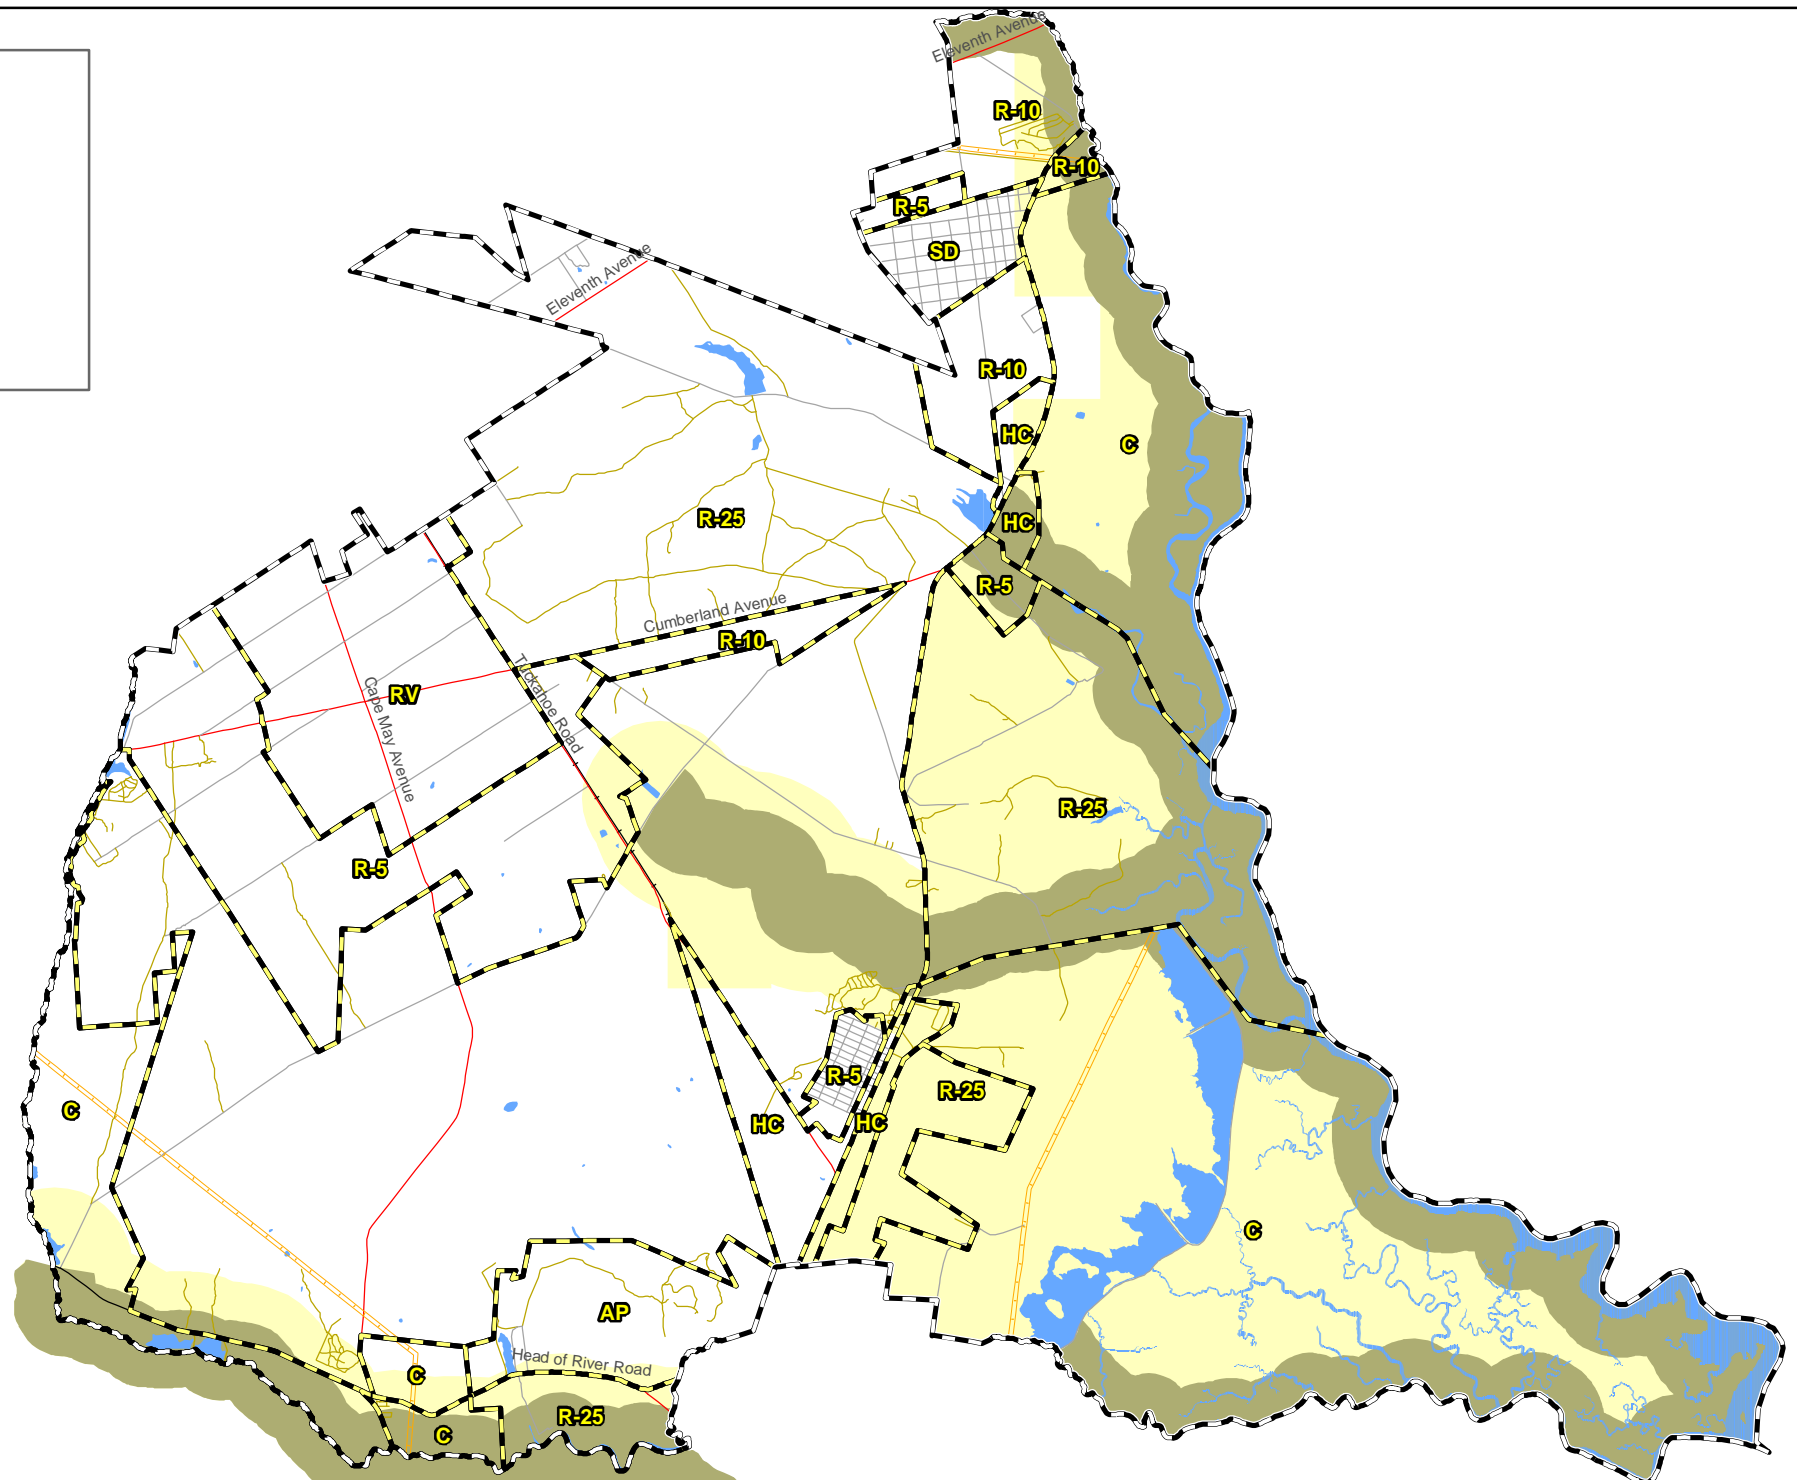 Eleventh Avenue
R-10
R-10
R-5
SD
Eleventh Avenue
R-10
HC
C
R-25
HC
R-5
Cumberland Avenue
R-10
Tuckahoe Road
RV
Cape May Avenue
R-25
R-5
R-5
R-25
C
HC
HC
C
AP
Head of River Road
C
R-25
C